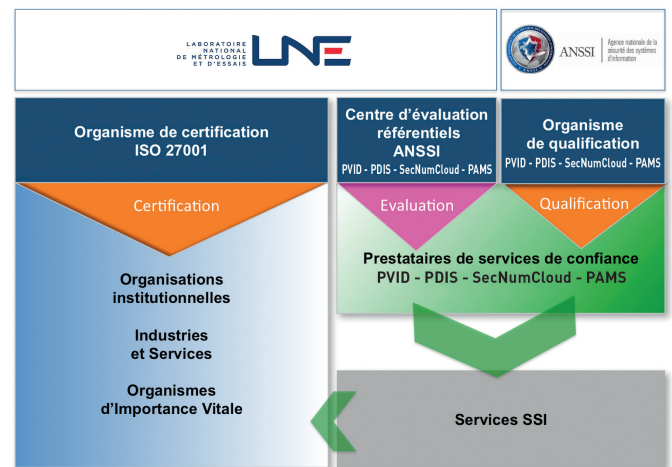 LABORATOIRE
NATIONAL
DE MÉTROLOGIE
ET D'ESSAIS
LNE
ANSSI
Agence nationale de la
sécurité des systèmes
d'information
Organisme de certification
ISO 27001
Centre d'évaluation
référentiels
ANSSI
PVID - PDIS - SecNumCloud - PAMS
Organisme
de qualification
PVID - PDIS - SecNumCloud - PAMS
Certification
Evaluation
Qualification
Prestataires de services de confiance
PVID - PDIS - SecNumCloud - PAMS
Organisations
institutionnelles
Industries
et Services
Organismes
d'Importance Vitale
Services SSI